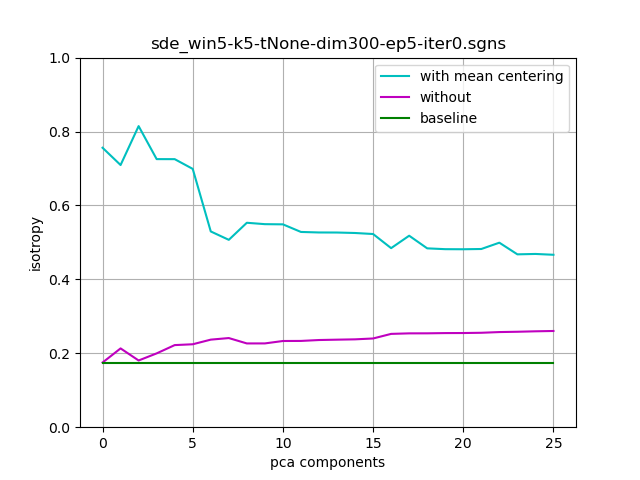 sde_win5-k5-tNone-dim300-ep5-iter0.sgns
with mean centering
without
baseline
isotropy
1.0
0.8
0.6
0.4
0.2
0.0
0 5 10 15 20 25
pca components